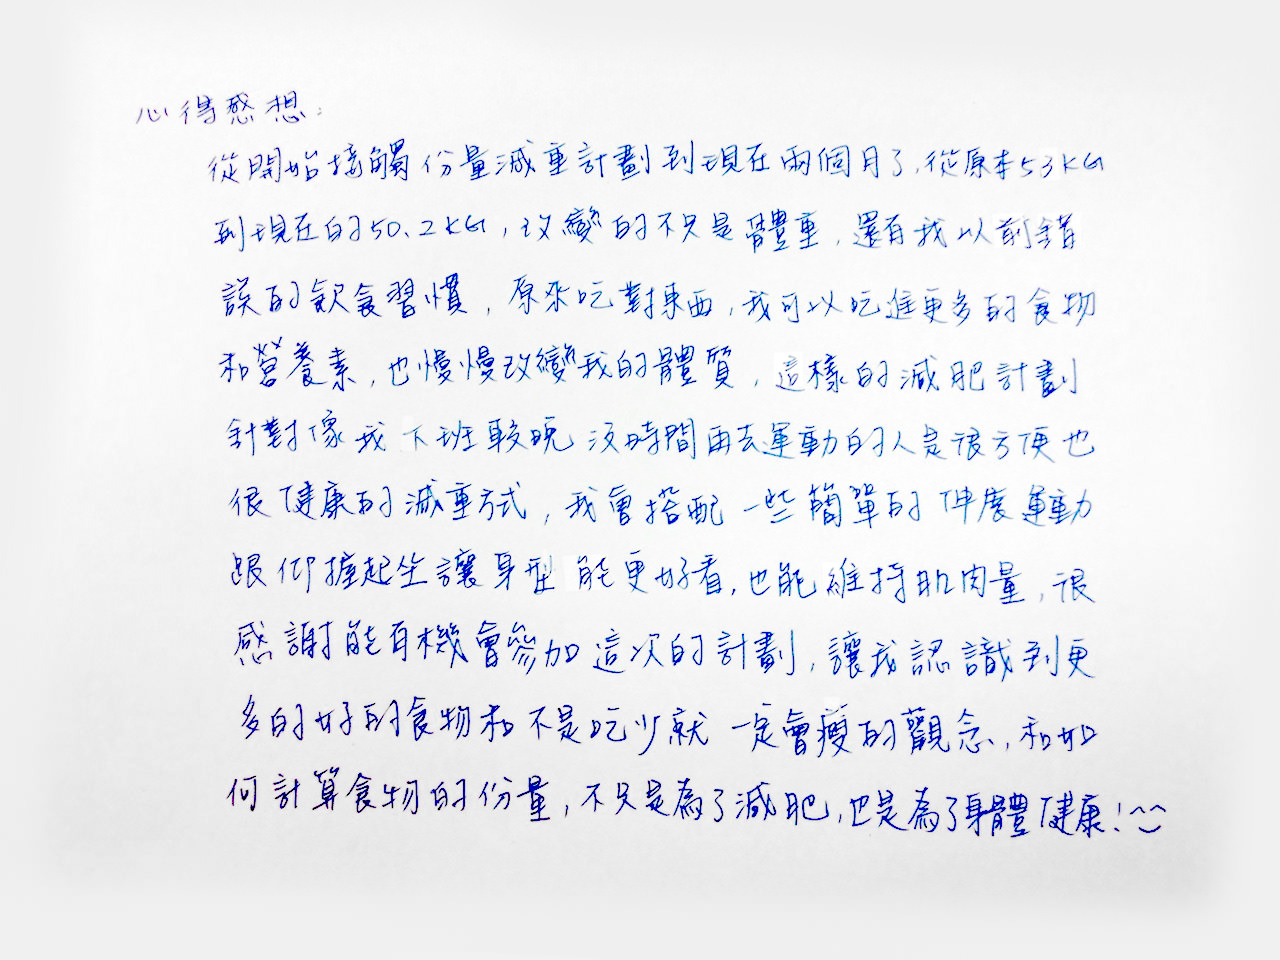 心得感想:
從開始接觸份量減重計劃到現在兩個月了,從原本53KG
到現在的50.2KG,改變的不只是體重,還有我以前錯
誤的飲食習慣,原來吃對東西,我可以吃進更多的食物
和營養素,也慢慢改變我的體質,這樣的減肥計劃
針對像我下班較晚沒時間再去運動的人是很方便也
很健康的減重方式,我會搭配一些簡單的伸展運動
跟仰握起坐讓身型能更好看,也能維持肌肉量,很
感謝能有機會參加這次的計劃,讓我認識到更
多的好的食物和不是吃少就一定會瘦的觀念,和如
何計算食物的份量,不只是為了減肥,也是為了身體健康!^^